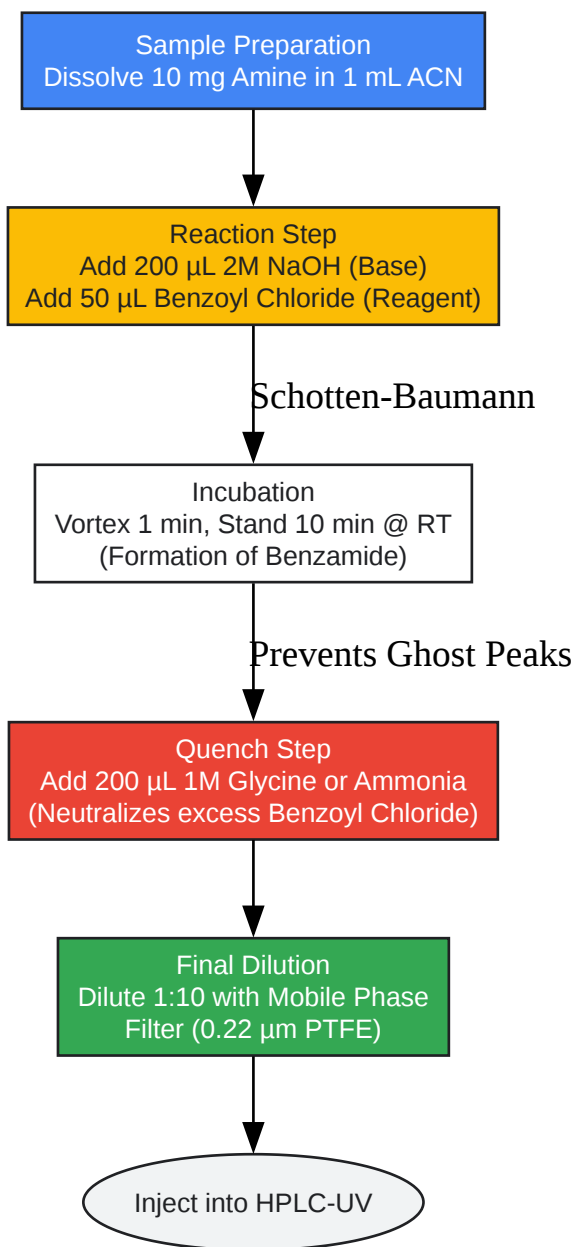 Sample Preparation
Dissolve 10 mg Amine in 1 mL ACN
Reaction Step
Add 200 µL 2M NaOH (Base)
Add 50 µL Benzoyl Chloride (Reagent)
Schotten-Baumann
Incubation
Vortex 1 min, Stand 10 min @ RT
(Formation of Benzamide)
Prevents Ghost Peaks
Quench Step
Add 200 µL 1M Glycine or Ammonia
(Neutralizes excess Benzoyl Chloride)
Final Dilution
Dilute 1:10 with Mobile Phase
Filter (0.22 µm PTFE)
Inject into HPLC-UV